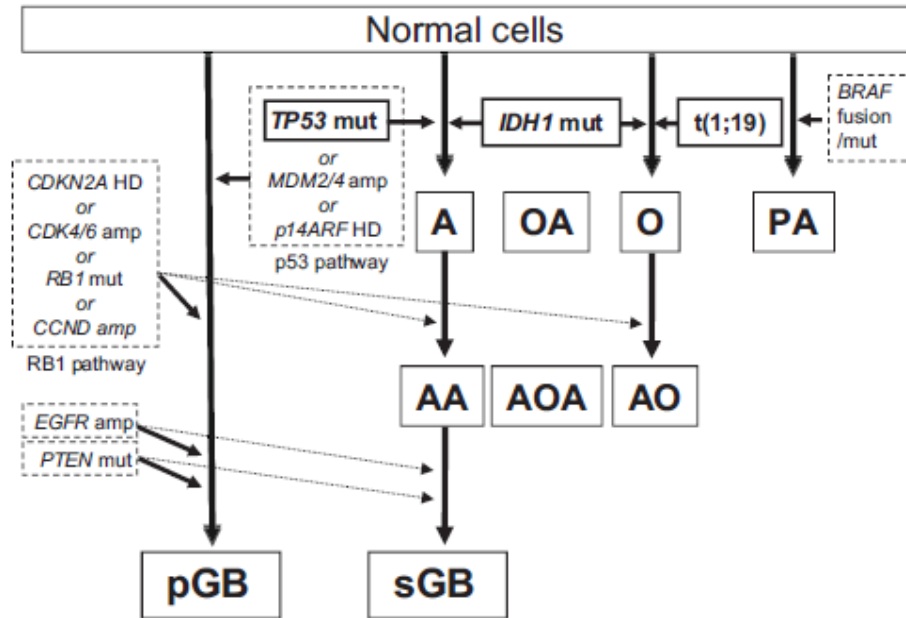 Normal cells
TP53 mut
IDH1 mut
t(1;19)
BRAF
fusion
/mut
or
MDM2/4 amp
or
p14ARF HD
p53 pathway
CDKN2A HD
or
CDK4/6 amp
or
RB1 mut
or
CCND amp
RB1 pathway
A
OA
O
PA
AA
AOA
AO
EGFR amp
PTEN mut
pGB
sGB